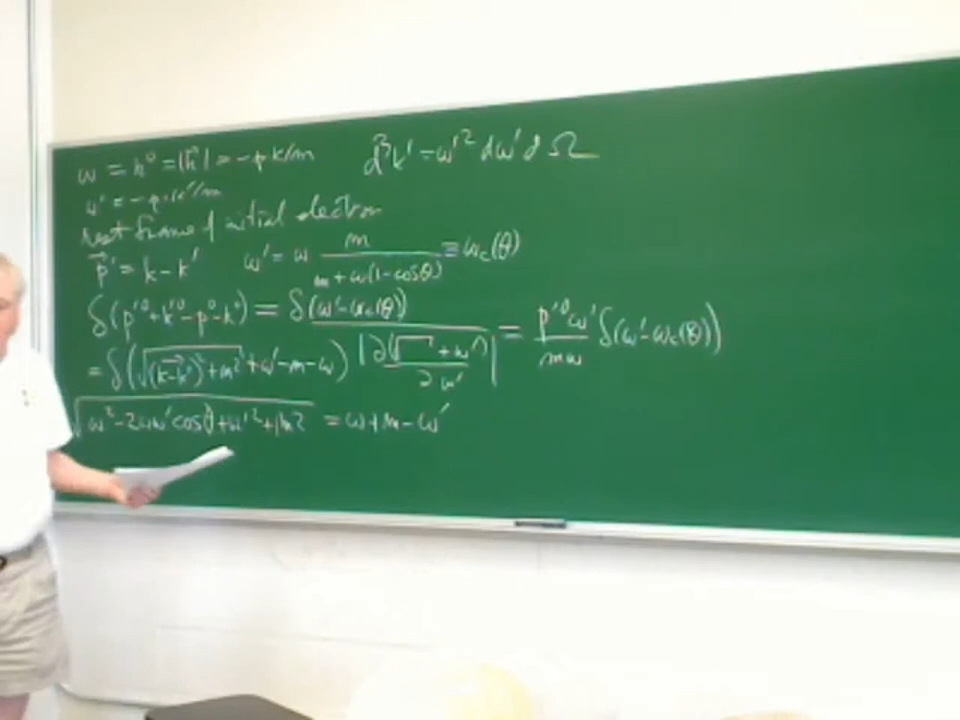 ω = k⁰ = |k⃗| = -p·k/m    d³k' = ω'² dω' dΩ
ω' = -p·k'/m
rest frame of initial electron
p⃗' = k - k'    ω' = ω m/(m + ω(1-cosθ)) ≡ ω_c(θ)
δ(p'⁰ + k'⁰ - p⁰ - k⁰) = δ(ω' - ω_c(θ)) / |∂(√‾ + ω')/∂ω'| = p'⁰ω'/mω δ(ω' - ω_c(θ))
= δ(√((k⃗-k⃗')² + m²) + ω' - m - ω)
√(ω² - 2ωω' cosθ + ω'² + m²) = ω + m - ω'